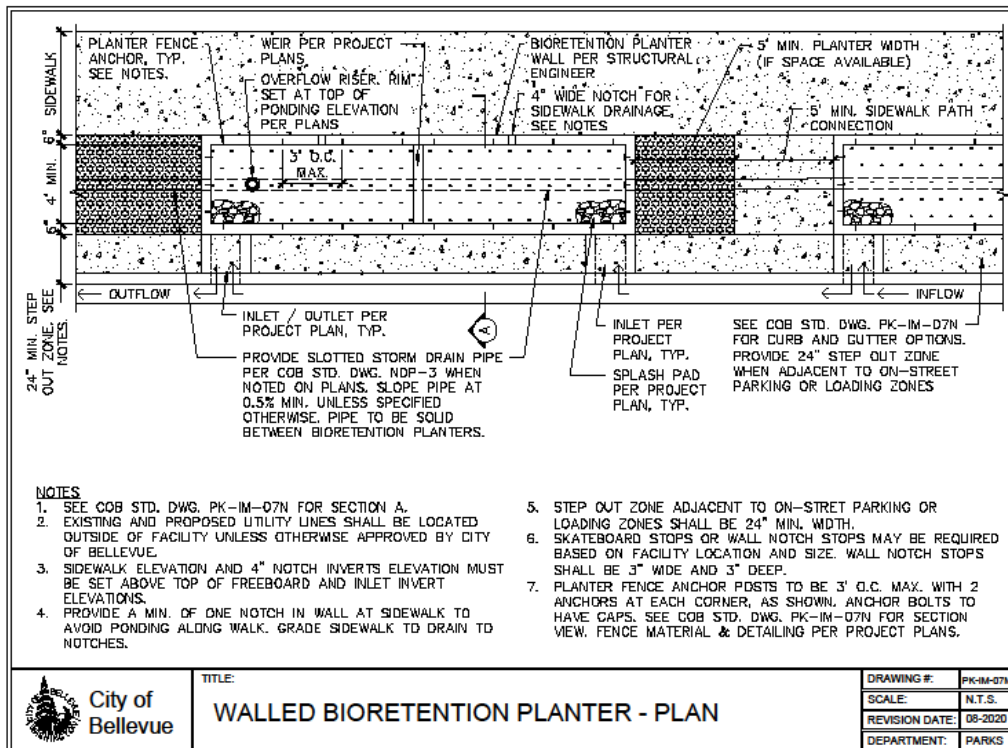 PLANTER FENCE
ANCHOR, TYP.
SEE NOTES.
WEIR PER PROJECT
PLANS
OVERFLOW RISER. RIM
SET AT TOP OF
PONDING ELEVATION
PER PLANS
BIORETENTION PLANTER
WALL PER STRUCTURAL
ENGINEER
4" WIDE NOTCH FOR
SIDEWALK DRAINAGE,
SEE NOTES
5' MIN. PLANTER WIDTH
(IF SPACE AVAILABLE)
5' MIN. SIDEWALK PATH
CONNECTION
SIDEWALK
6"
4' MIN.
6"
24" MIN. STEP
OUT ZONE. SEE
NOTES.
3' O.C.
MAX.
OUTFLOW
INFLOW
A
INLET / OUTLET PER
PROJECT PLAN, TYP.
PROVIDE SLOTTED STORM DRAIN PIPE
PER COB STD. DWG. NDP-3 WHEN
NOTED ON PLANS. SLOPE PIPE AT
0.5% MIN. UNLESS SPECIFIED
OTHERWISE. PIPE TO BE SOLID
BETWEEN BIORETENTION PLANTERS.
INLET PER
PROJECT
PLAN, TYP.
SPLASH PAD
PER PROJECT
PLAN, TYP.
SEE COB STD. DWG. PK-IM-07N
FOR CURB AND GUTTER OPTIONS.
PROVIDE 24" STEP OUT ZONE
WHEN ADJACENT TO ON-STREET
PARKING OR LOADING ZONES
NOTES
1. SEE COB STD. DWG. PK-IM-07N FOR SECTION A.
2. EXISTING AND PROPOSED UTILITY LINES SHALL BE LOCATED
OUTSIDE OF FACILITY UNLESS OTHERWISE APPROVED BY CITY
OF BELLEVUE.
3. SIDEWALK ELEVATION AND 4" NOTCH INVERTS ELEVATION MUST
BE SET ABOVE TOP OF FREEBOARD AND INLET INVERT
ELEVATIONS.
4. PROVIDE A MIN. OF ONE NOTCH IN WALL AT SIDEWALK TO
AVOID PONDING ALONG WALK. GRADE SIDEWALK TO DRAIN TO
NOTCHES.
5. STEP OUT ZONE ADJACENT TO ON-STRET PARKING OR
LOADING ZONES SHALL BE 24" MIN. WIDTH.
6. SKATEBOARD STOPS OR WALL NOTCH STOPS MAY BE REQUIRED
BASED ON FACILITY LOCATION AND SIZE. WALL NOTCH STOPS
SHALL BE 3" WIDE AND 3" DEEP.
7. PLANTER FENCE ANCHOR POSTS TO BE 3' O.C. MAX. WITH 2
ANCHORS AT EACH CORNER, AS SHOWN. ANCHOR BOLTS TO
HAVE CAPS. SEE COB STD. DWG. PK-IM-07N FOR SECTION
VIEW. FENCE MATERIAL & DETAILING PER PROJECT PLANS.
City of
Bellevue
TITLE:
WALLED BIORETENTION PLANTER - PLAN
DRAWING #: PK-IM-07M
SCALE: N.T.S.
REVISION DATE: 08-2020
DEPARTMENT: PARKS